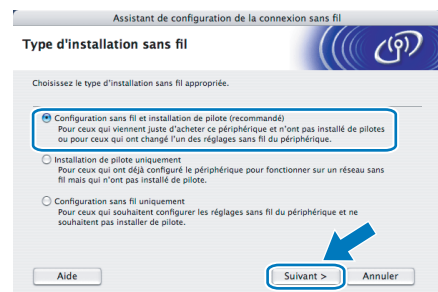 Assistant de configuration de la connexion sans fil
Type d'installation sans fil
Choisissez le type d'installation sans fil appropriée.
Configuration sans fil et installation de pilote (recommandé)
Pour ceux qui viennent juste d'acheter ce périphérique et n'ont pas installé de pilotes
ou pour ceux qui ont changé l'un des réglages sans fil du périphérique.
Installation de pilote uniquement
Pour ceux qui ont déjà configuré le périphérique pour fonctionner sur un réseau sans
fil mais qui n'ont pas installé de pilote.
Configuration sans fil uniquement
Pour ceux qui souhaitent configurer les réglages sans fil du périphérique et ne
souhaitent pas installer de pilote.
Aide
Suivant >
Annuler